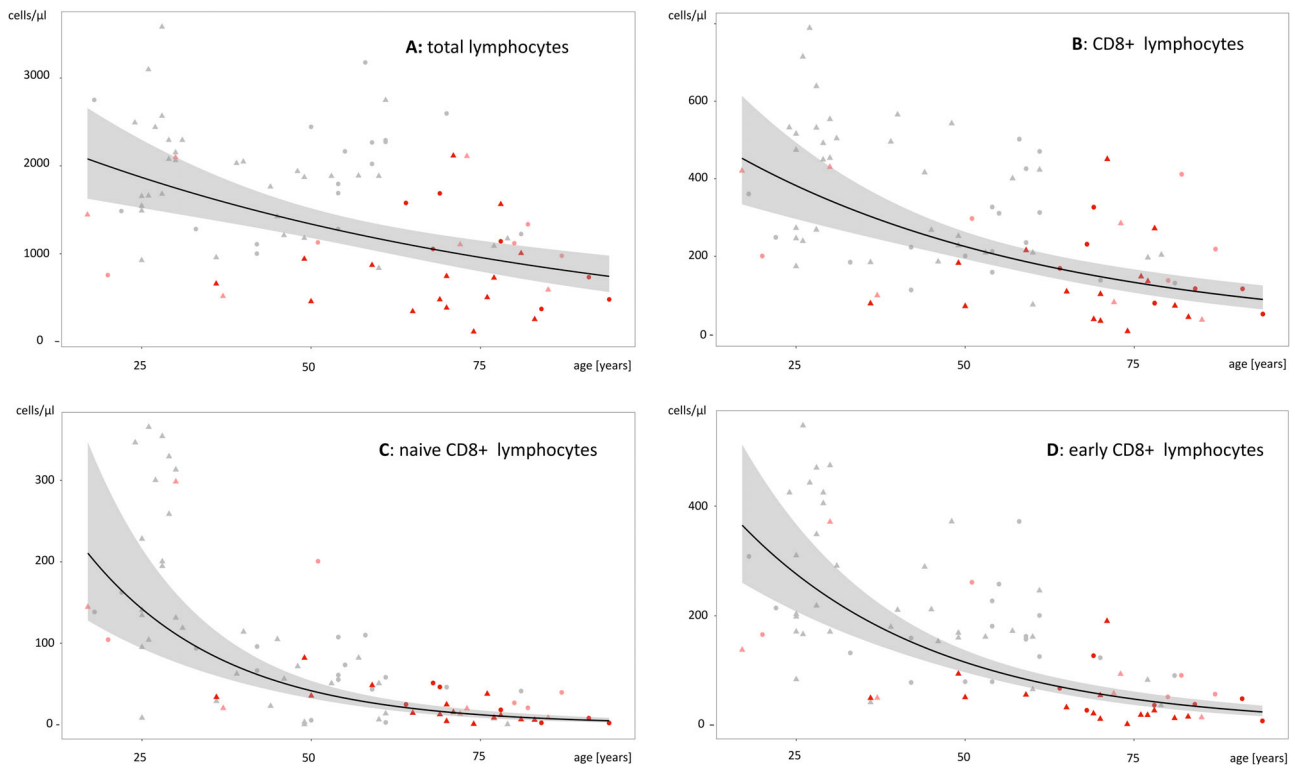 cells/μl
A: total lymphocytes
3000
2000
1000
0
25
50
75
age [years]
cells/μl
B: CD8+ lymphocytes
600
400
200
0
25
50
75
age [years]
cells/μl
C: naive CD8+ lymphocytes
300
200
100
0
25
50
75
age [years]
cells/μl
D: early CD8+ lymphocytes
400
200
0
25
50
75
age [years]